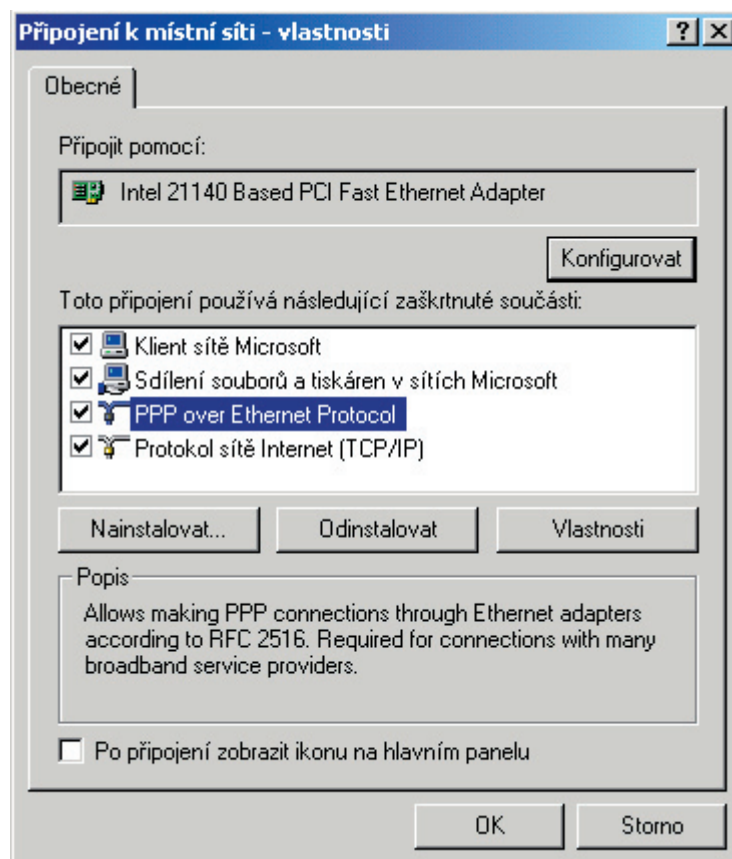 Připojení k místní síti - vlastnosti
Obecné
Připojit pomocí:
Intel 21140 Based PCI Fast Ethernet Adapter
Konfigurovat
Toto připojení používá následující zaškrtnuté součásti:
Klient sítě Microsoft
Sdílení souborů a tiskáren v sítích Microsoft
PPP over Ethernet Protocol
Protokol sítě Internet (TCP/IP)
Nainstalovat... Odinstalovat Vlastnosti
Popis
Allows making PPP connections through Ethernet adapters
according to RFC 2516. Required for connections with many
broadband service providers.
Po připojení zobrazit ikonu na hlavním panelu
OK Storno